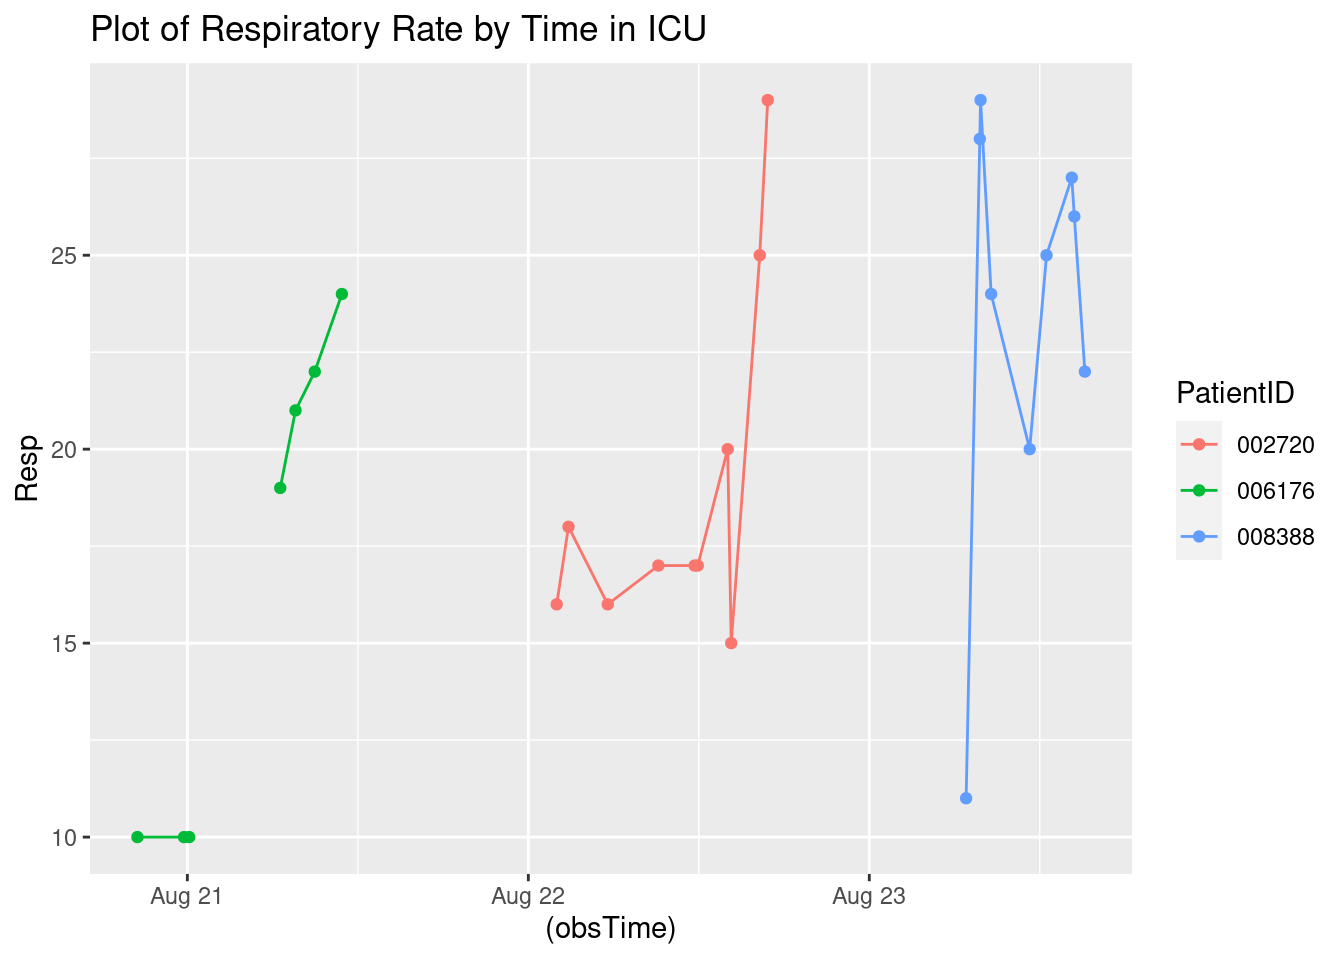 Plot of Respiratory Rate by Time in ICU
25
20
15
10
Resp
Aug 21
Aug 22
Aug 23
(obsTime)
PatientID
002720
006176
008388